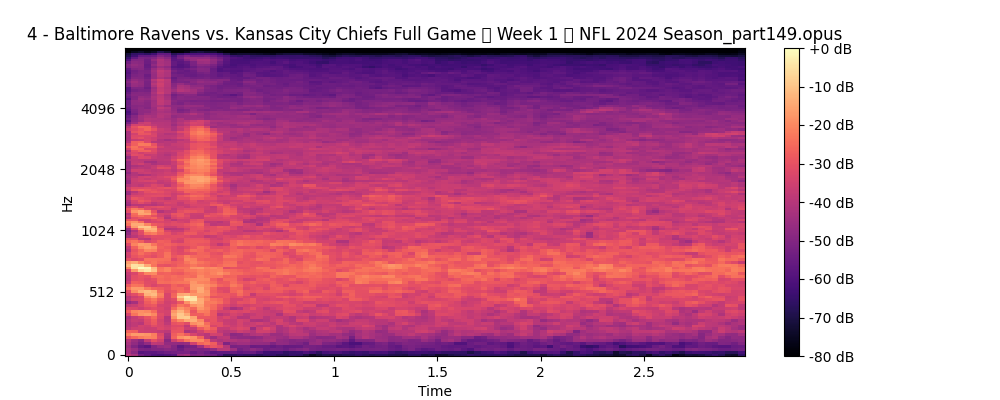 4 - Baltimore Ravens vs. Kansas City Chiefs Full Game ▯ Week 1 ▯ NFL 2024 Season_part149.opus
+0 dB
-10 dB
-20 dB
-30 dB
-40 dB
-50 dB
-60 dB
-70 dB
-80 dB
4096
2048
1024
512
0
Hz
0
0.5
1
1.5
2
2.5
Time